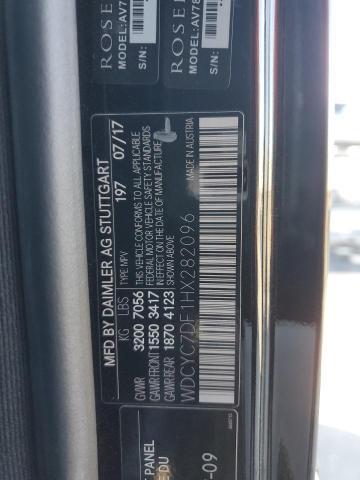 ROSE
MODEL: AV78
S/N:
ROSE
MODEL: AV7
S/N:
MFD BY DAIMLER AG STUTTGART
KG LBS TYPE: MPV 197 07/17
GVWR 3200 7056 THIS VEHICLE CONFORMS TO ALL APPLICABLE
GAWR FRONT 1550 3417 FEDERAL MOTOR VEHICLE SAFETY STANDARDS
GAWR REAR 1870 4123 IN EFFECT ON THE DATE OF MANUFACTURE
SHOWN ABOVE
MADE IN AUSTRIA
WDCYC7DF1HX282096
PANEL
DU
-09